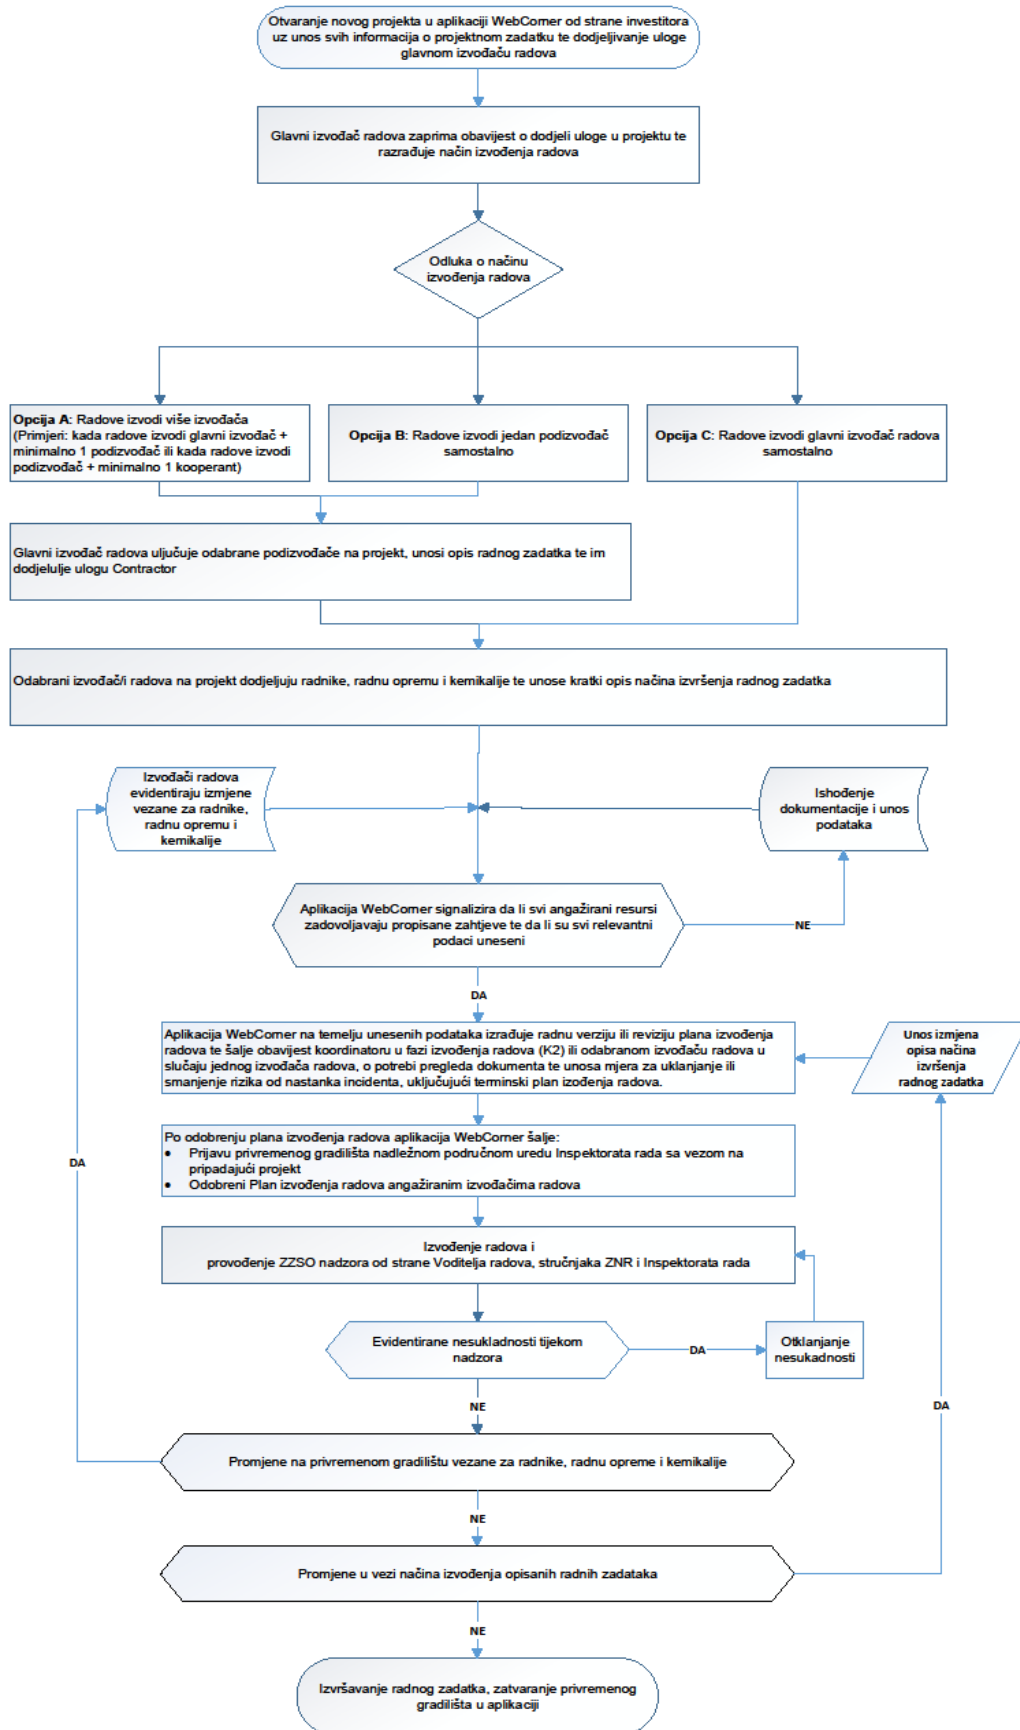 Otvaranje novog projekta u aplikaciji WebCorner od strane investitora
uz unos svih informacija o projektnom zadatku te dodjeljivanje uloge
glavnom izvođaču radova
Glavni izvođač radova zaprima obavijest o dodjeli uloge u projektu te
razrađuje način izvođenja radova
Odluka o načinu
izvođenja radova
Opcija A: Radove izvodi više izvođača
(Primjeri: kada radove izvodi glavni izvođač +
minimalno 1 podizvođač ili kada radove izvodi
podizvođač + minimalno 1 kooperant)
Opcija B: Radove izvodi jedan podizvođač
samostalno
Opcija C: Radove izvodi glavni izvođač radova
samostalno
Glavni izvođač radova uljučuje odabrane podizvođače na projekt, unosi opis radnog zadatka te im
dodjelulje ulogu Contractor
Odabrani izvođač/i radova na projekt dodjeljuju radnike, radnu opremu i kemikalije te unose kratki opis načina izvršenja radnog zadatka
Izvođači radova
evidentiraju izmjene
vezane za radnike,
radnu opremu i
kemikalije
Ishođenje
dokumentacije i unos
podataka
Aplikacija WebCorner signalizira da li svi angažirani resursi
zadovoljavaju propisane zahtjeve te da li su svi relevantni
podaci uneseni
NE
DA
Aplikacija WebCorner na temelju unesenih podataka izrađuje radnu verziju ili reviziju plana izvođenja
radova te šalje obavijest koordinatoru u fazi izvođenja radova (K2) ili odabranom izvođaču radova u
slučaju jednog izvođača radova, o potrebi pregleda dokumenta te unosa mjera za uklanjanje ili
smanjenje rizika od nastanka incidenta, uključujući terminski plan izođenja radova.
Unos izmjena
opisa načina
izvršenja
radnog zadatka
Po odobrenju plana izvođenja radova aplikacija WebCorner šalje:
• Prijavu privremenog gradilišta nadležnom područnom uredu Inspektorata rada sa vezom na
pripadajući projekt
• Odobreni Plan izvođenja radova angažiranim izvođačima radova
DA
Izvođenje radova i
provođenje ZZSO nadzora od strane Voditelja radova, stručnjaka ZNR i Inspektorata rada
Evidentirane nesukladnosti tijekom
nadzora
DA
Otklanjanje
nesukadnosti
NE
DA
Promjene na privremenom gradilištu vezane za radnike, radnu opreme i kemikalije
NE
Promjene u vezi načina izvođenja opisanih radnih zadataka
NE
Izvršavanje radnog zadatka, zatvaranje privremenog
gradilišta u aplikaciji